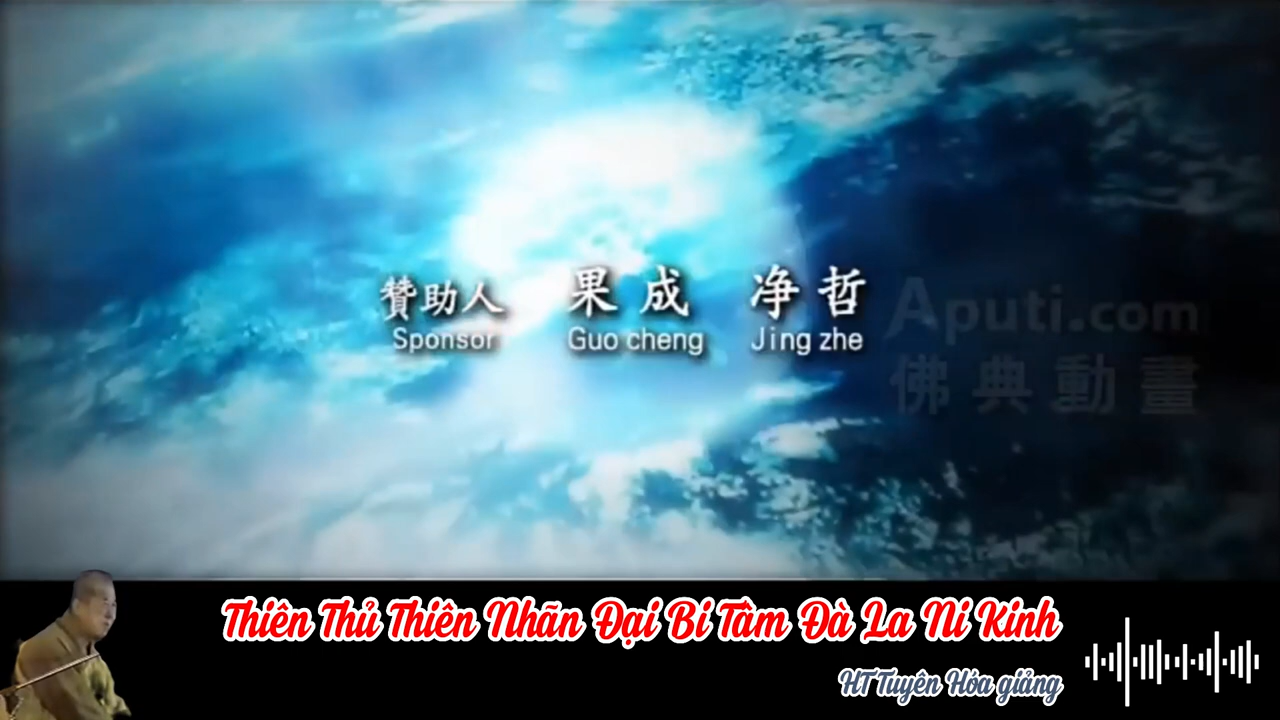 贊助人 果成 净哲
Sponsor Guo cheng Jing zhe
Aputi.com
佛典動畫
Thiên Thủ Thiên Nhãn Đại Bi Tâm Đà La Ni Kinh
HT Tuyên Hóa giảng